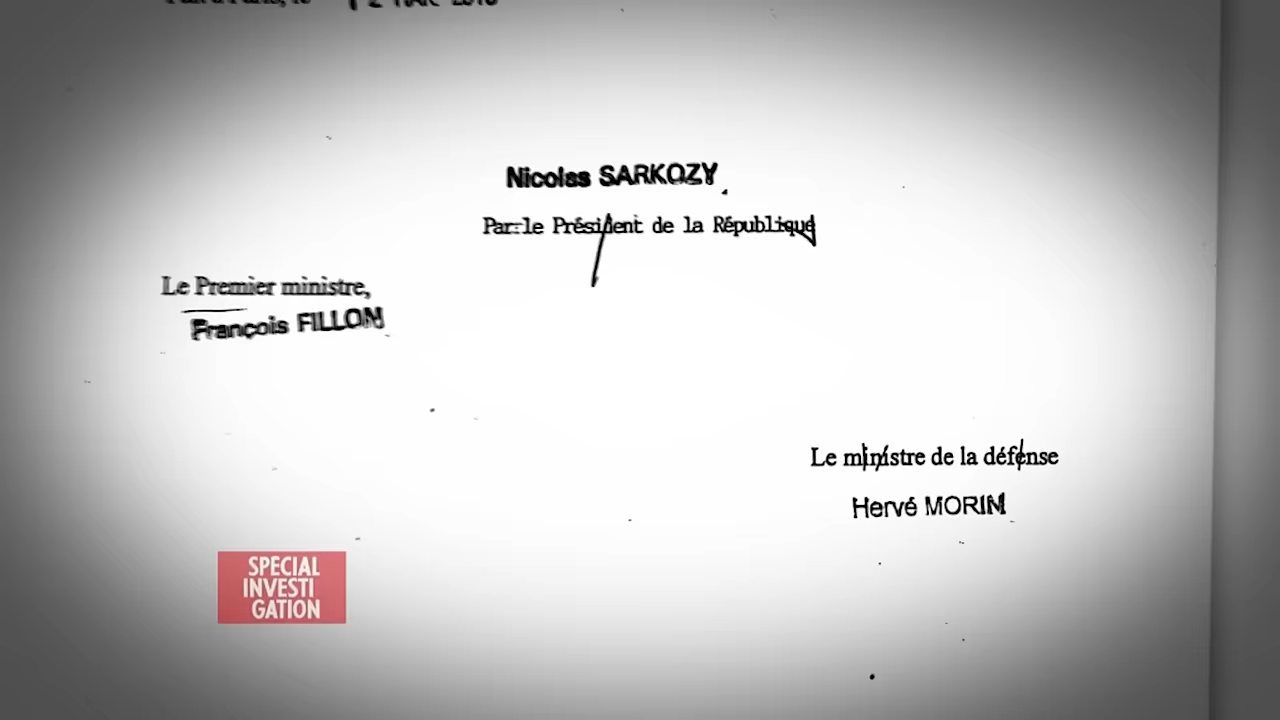 Nicolas SARKOZY
Par le Président de la République
Le Premier ministre,
François FILLON
Le ministre de la défense
Hervé MORIN
SPECIAL
INVESTI
GATION